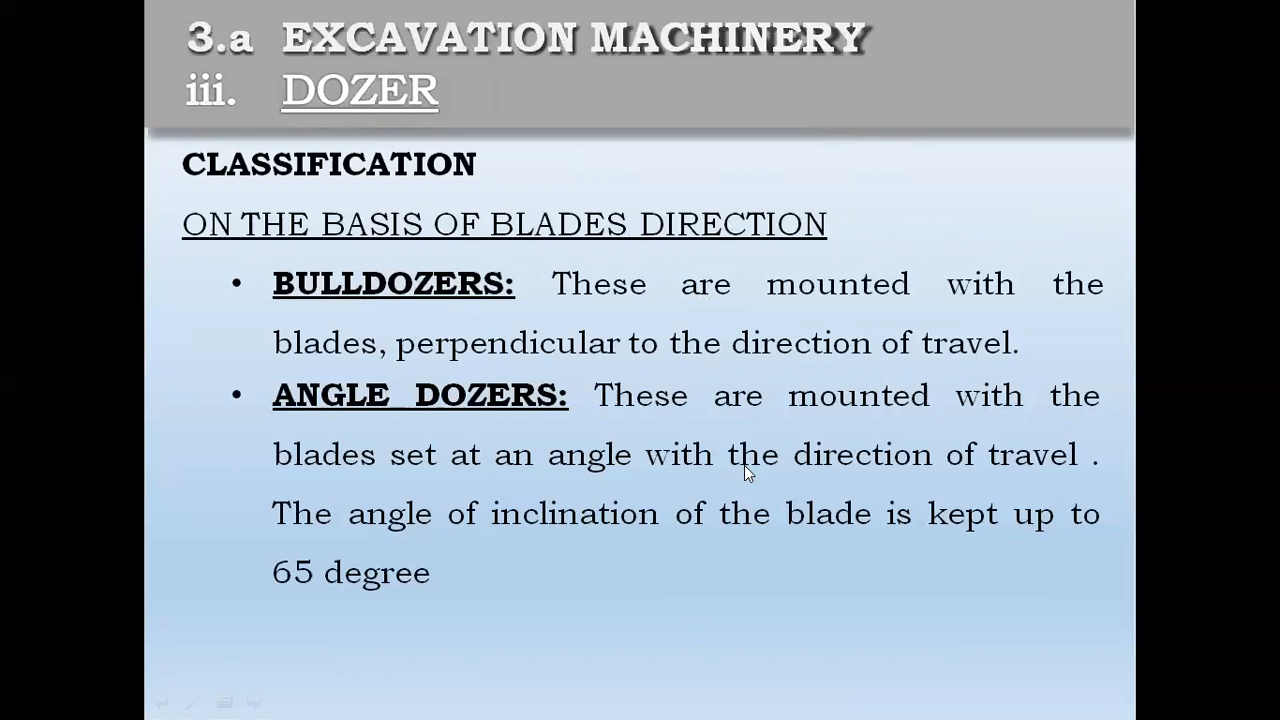 3.a EXCAVATION MACHINERY
iii. DOZER
CLASSIFICATION
ON THE BASIS OF BLADES DIRECTION
• BULLDOZERS: These are mounted with the
blades, perpendicular to the direction of travel.
• ANGLE DOZERS: These are mounted with the
blades set at an angle with the direction of travel .
The angle of inclination of the blade is kept up to
65 degree